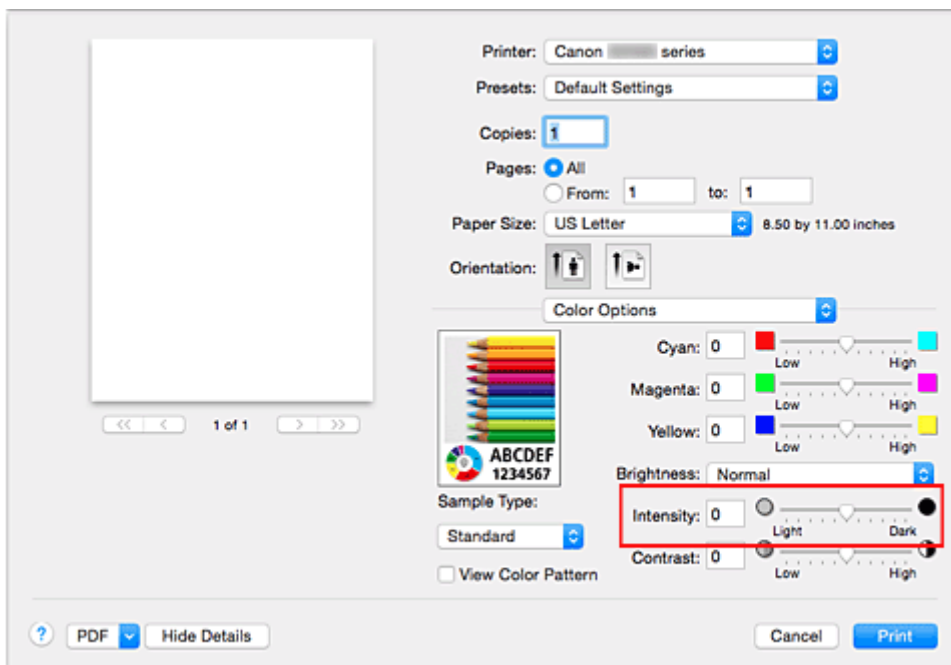 Printer: Canon series
Presets: Default Settings
Copies: 1
Pages: All
From: 1 to: 1
Paper Size: US Letter 8.50 by 11.00 inches
Orientation:
Color Options
Cyan: 0
Low High
Magenta: 0
Low High
Yellow: 0
Low High
<< < 1 of 1 > >>
ABCDEF
1234567
Brightness: Normal
Sample Type:
Intensity: 0
Light Dark
Standard
Contrast: 0
Low High
View Color Pattern
? PDF Hide Details Cancel Print